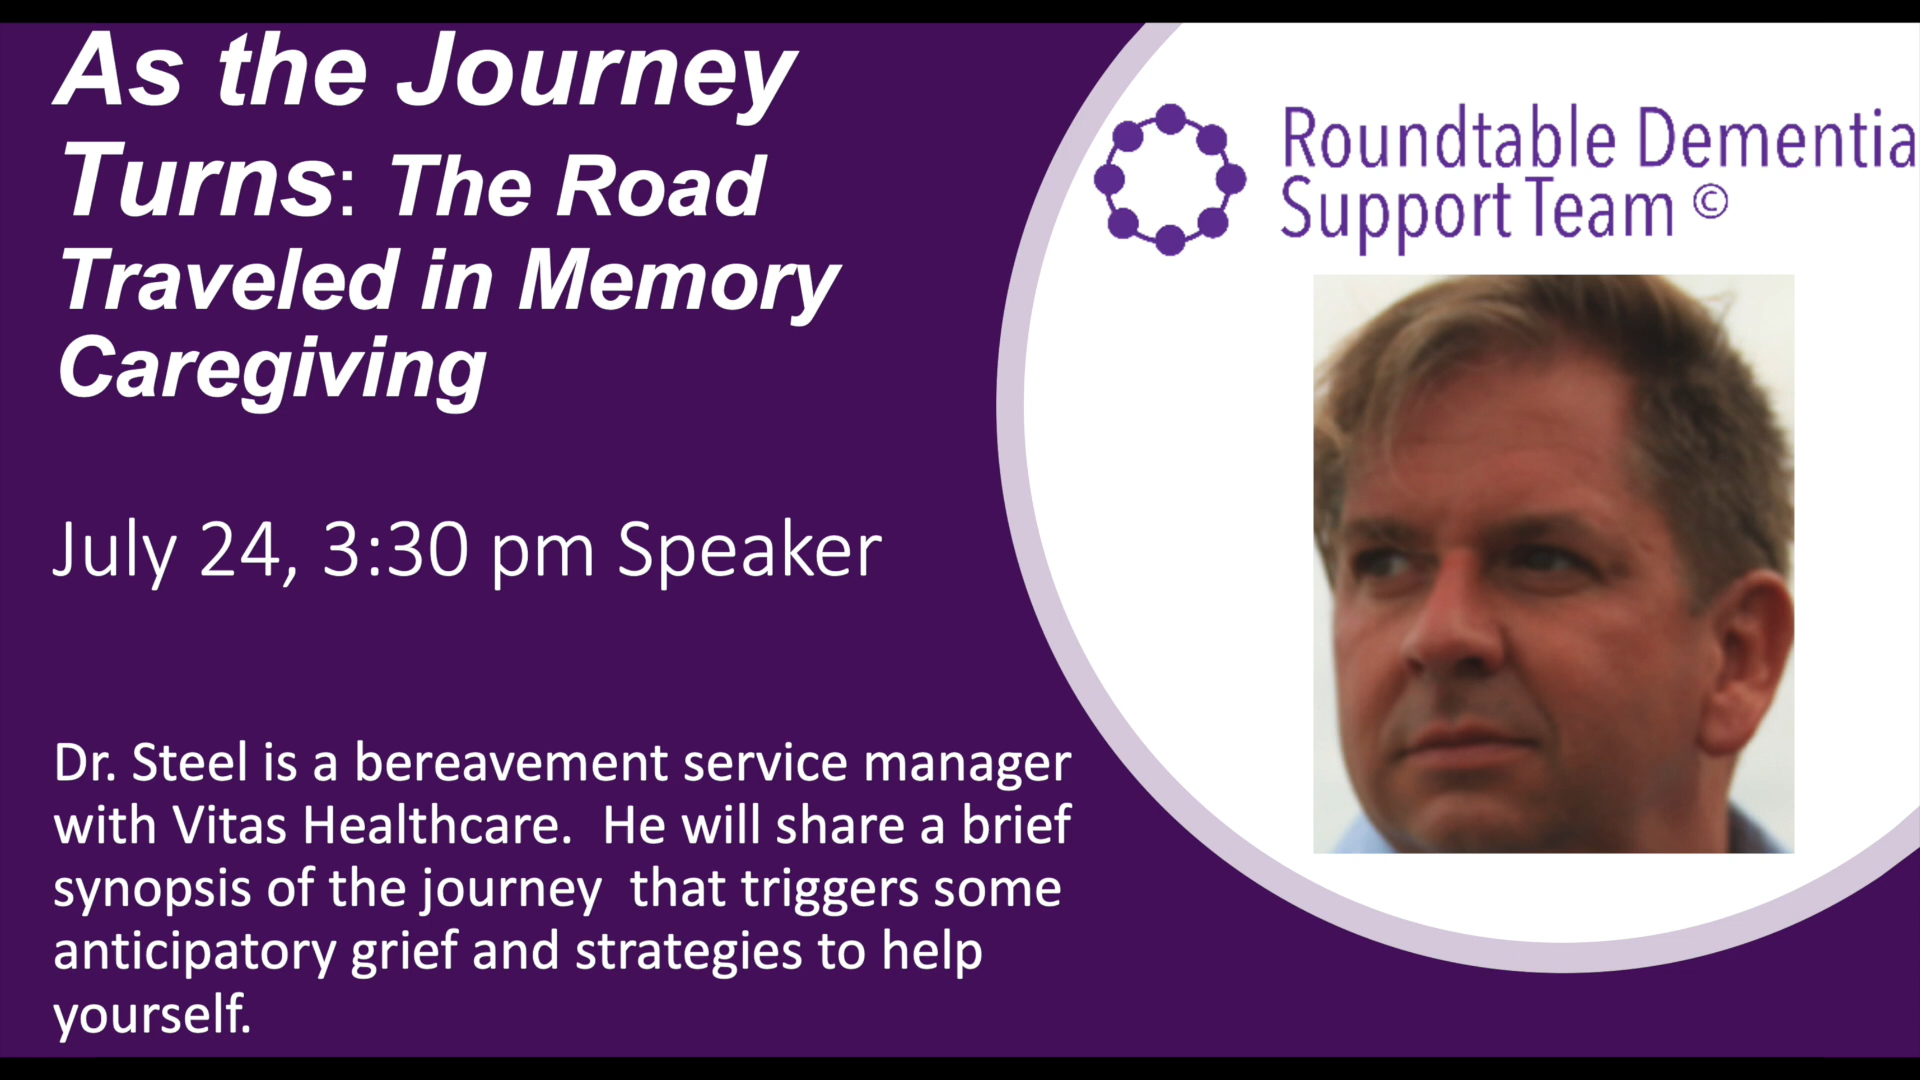 As the Journey
Turns: The Road
Traveled in Memory
Caregiving
July 24, 3:30 pm Speaker
Dr. Steel is a bereavement service manager
with Vitas Healthcare.  He will share a brief
synopsis of the journey  that triggers some
anticipatory grief and strategies to help
yourself.
Roundtable Dementia
Support Team ©